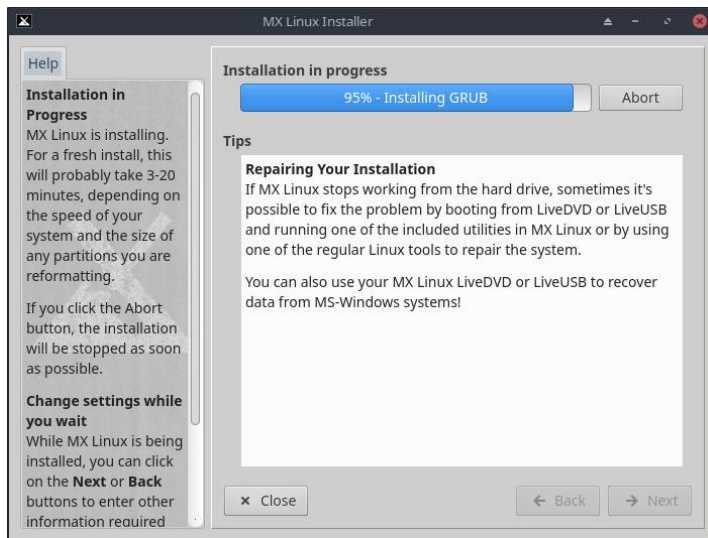 MX Linux Installer
Help
Installation in
Progress
MX Linux is installing.
For a fresh install, this
will probably take 3-20
minutes, depending on
the speed of your
system and the size of
any partitions you are
reformatting.
If you click the Abort
button, the installation
will be stopped as soon
as possible.
Change settings while
you wait
While MX Linux is being
installed, you can click
on the Next or Back
buttons to enter other
information required
Installation in progress
95% - Installing GRUB
Abort
Tips
Repairing Your Installation
If MX Linux stops working from the hard drive, sometimes it's
possible to fix the problem by booting from LiveDVD or LiveUSB
and running one of the included utilities in MX Linux or by using
one of the regular Linux tools to repair the system.
You can also use your MX Linux LiveDVD or LiveUSB to recover
data from MS-Windows systems!
Close
Back
Next